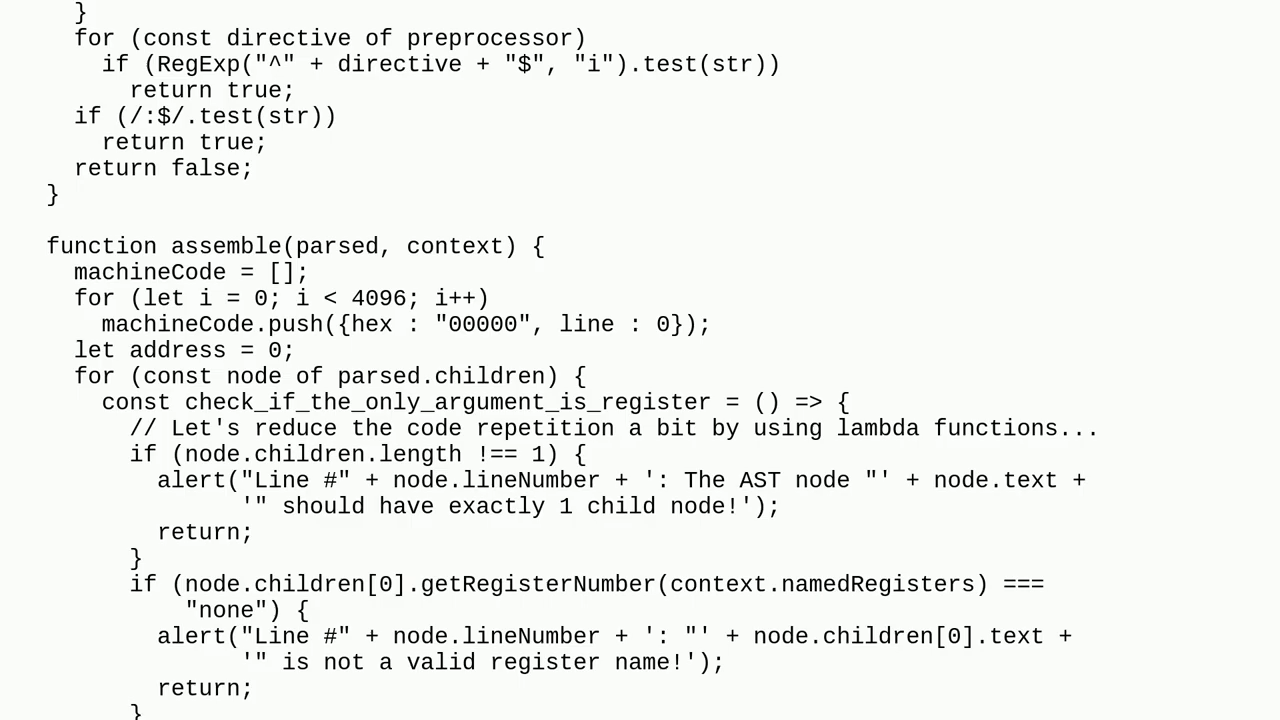 }
  for (const directive of preprocessor)
    if (RegExp("^" + directive + "$", "i").test(str))
      return true;
  if (/:$/.test(str))
    return true;
  return false;
}

function assemble(parsed, context) {
  machineCode = [];
  for (let i = 0; i < 4096; i++)
    machineCode.push({hex : "00000", line : 0});
  let address = 0;
  for (const node of parsed.children) {
    const check_if_the_only_argument_is_register = () => {
      // Let's reduce the code repetition a bit by using lambda functions...
      if (node.children.length !== 1) {
        alert("Line #" + node.lineNumber + ': The AST node "' + node.text +
              '" should have exactly 1 child node!');
        return;
      }
      if (node.children[0].getRegisterNumber(context.namedRegisters) ===
          "none") {
        alert("Line #" + node.lineNumber + ': "' + node.children[0].text +
              '" is not a valid register name!');
        return;
      }